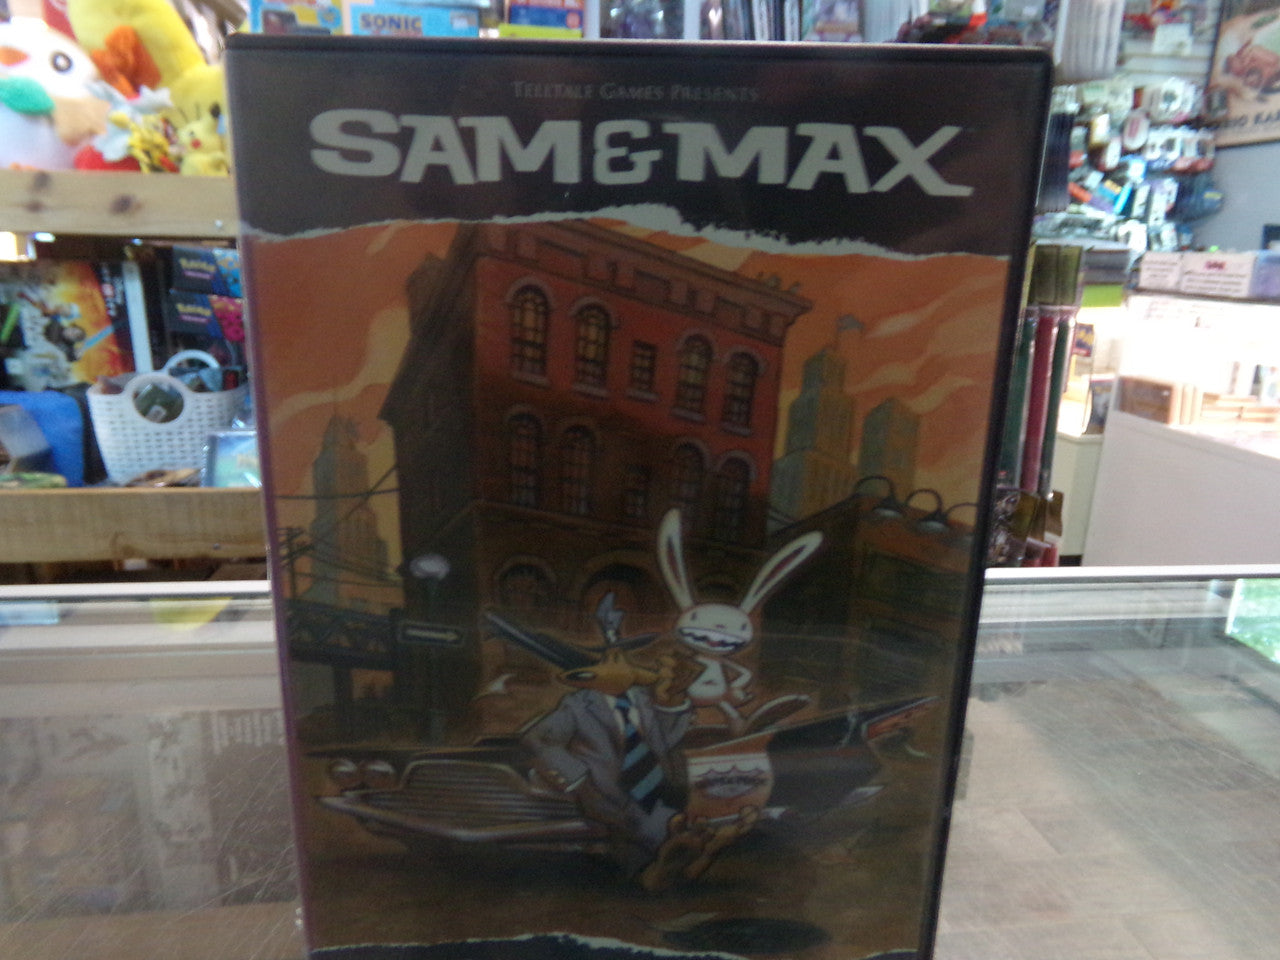 SONIC
TELLTALE GAMES PRESENTS
SAM & MAX